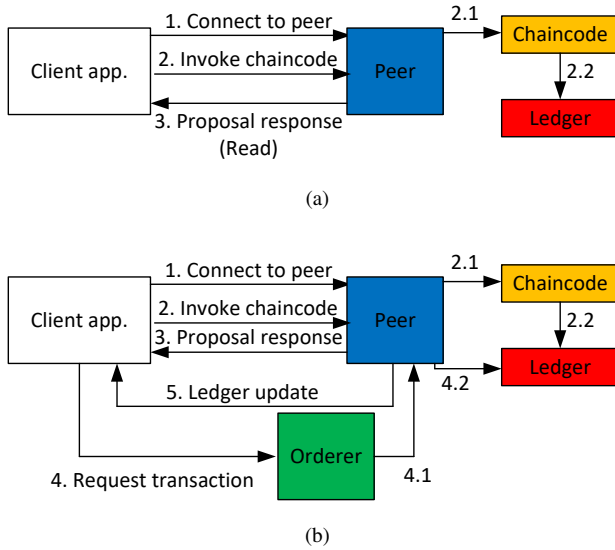 1. Connect to peer
2.1
Chaincode
Client app.
2. Invoke chaincode
Peer
2.2
3. Proposal response
(Read)
Ledger
(a)
1. Connect to peer
2.1
Chaincode
Client app.
2. Invoke chaincode
Peer
2.2
3. Proposal response
Ledger
4.2
5. Ledger update
Orderer
4. Request transaction
4.1
(b)